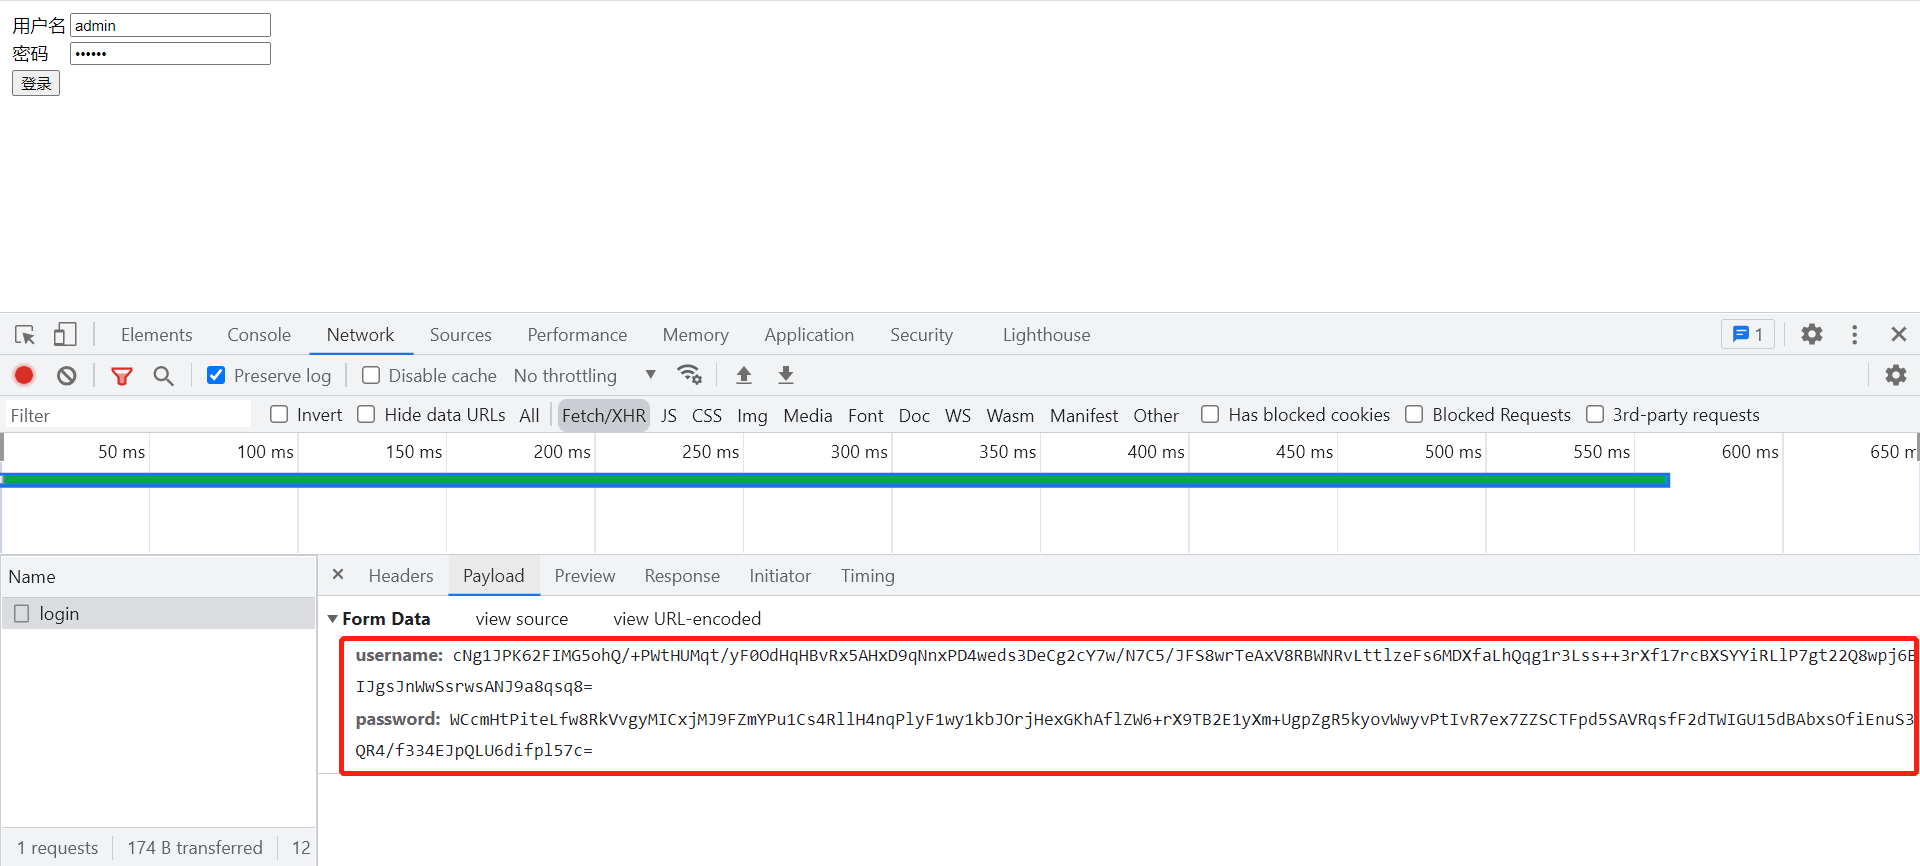 用户名 admin
密码 ••••••
登录
Elements Console Network Sources Performance Memory Application Security Lighthouse 1
Preserve log Disable cache No throttling
Filter Invert Hide data URLs All Fetch/XHR JS CSS Img Media Font Doc WS Wasm Manifest Other Has blocked cookies Blocked Requests 3rd-party requests
50 ms 100 ms 150 ms 200 ms 250 ms 300 ms 350 ms 400 ms 450 ms 500 ms 550 ms 600 ms 650 m
Name Headers Payload Preview Response Initiator Timing
login
Form Data view source view URL-encoded
username: cNg1JPK62FIMG5ohQ/+PWtHUMqt/yF0OdHqHBvRx5AHxD9qNnxPD4weds3DeCg2cY7w/N7C5/JFS8wrTeAxV8RBWNRvLttlzeFs6MDXfaLhQqg1r3Lss++3rXf17rcBXSYYiRLlP7gt22Q8wpj6E
IJgsJnWwSsrwsANJ9a8qsq8=
password: WCcmHtPiteLfw8RkVvgyMICxjMJ9FZmYPu1Cs4RllH4nqPlyF1wy1kbJOrjHexGKhAflZW6+rX9TB2E1yXm+UgpZgR5kyovWwyvPtIvR7ex7ZZSCTFpd5SAVRqsfF2dTWIGU15dBAbxsOfiEnuS3
QR4/f334EJpQLU6difpl57c=
1 requests 174 B transferred 12